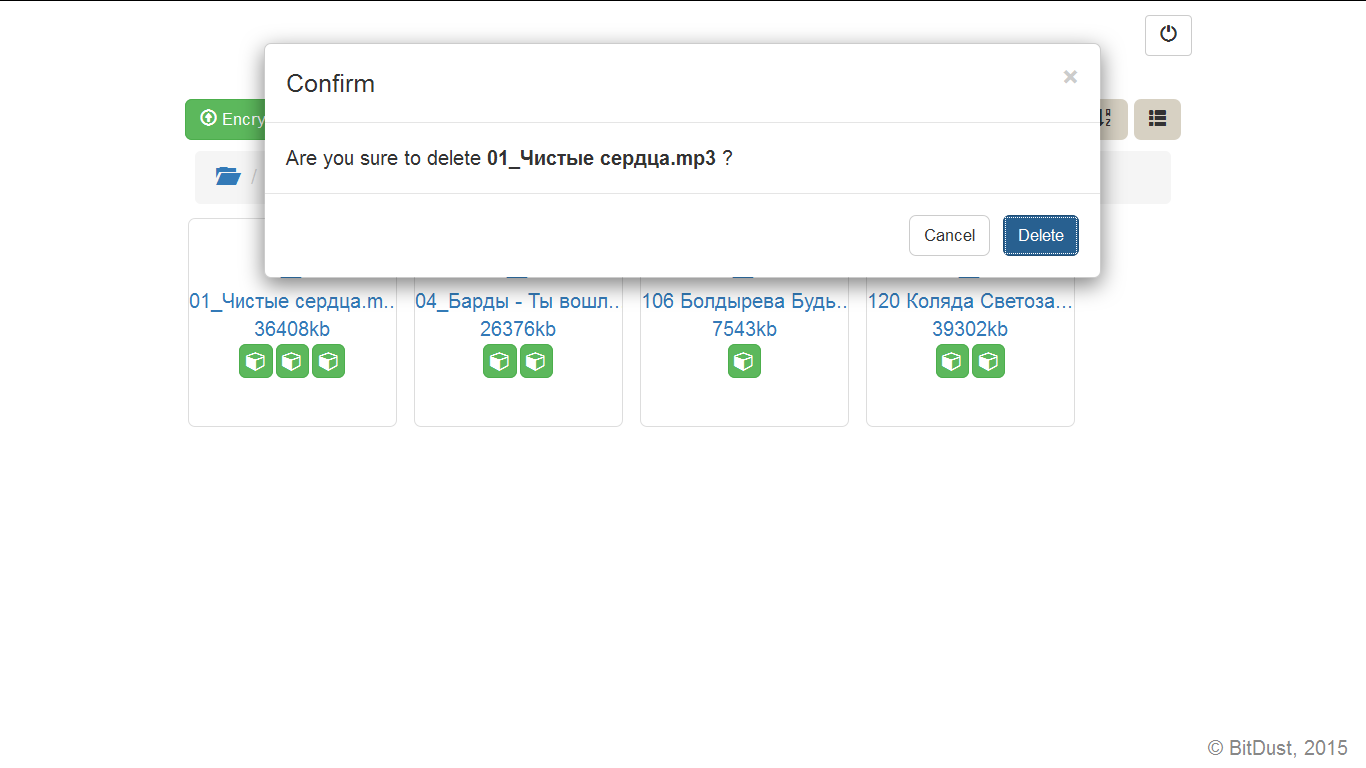 Confirm
×
Encry
Are you sure to delete 01_Чистые сердца.mp3 ?
/
Cancel
Delete
01_Чистые сердца.m..
36408kb
04_Барды - Ты вошл..
26376kb
106 Болдырева Будь..
7543kb
120 Коляда Светоза...
39302kb
© BitDust, 2015